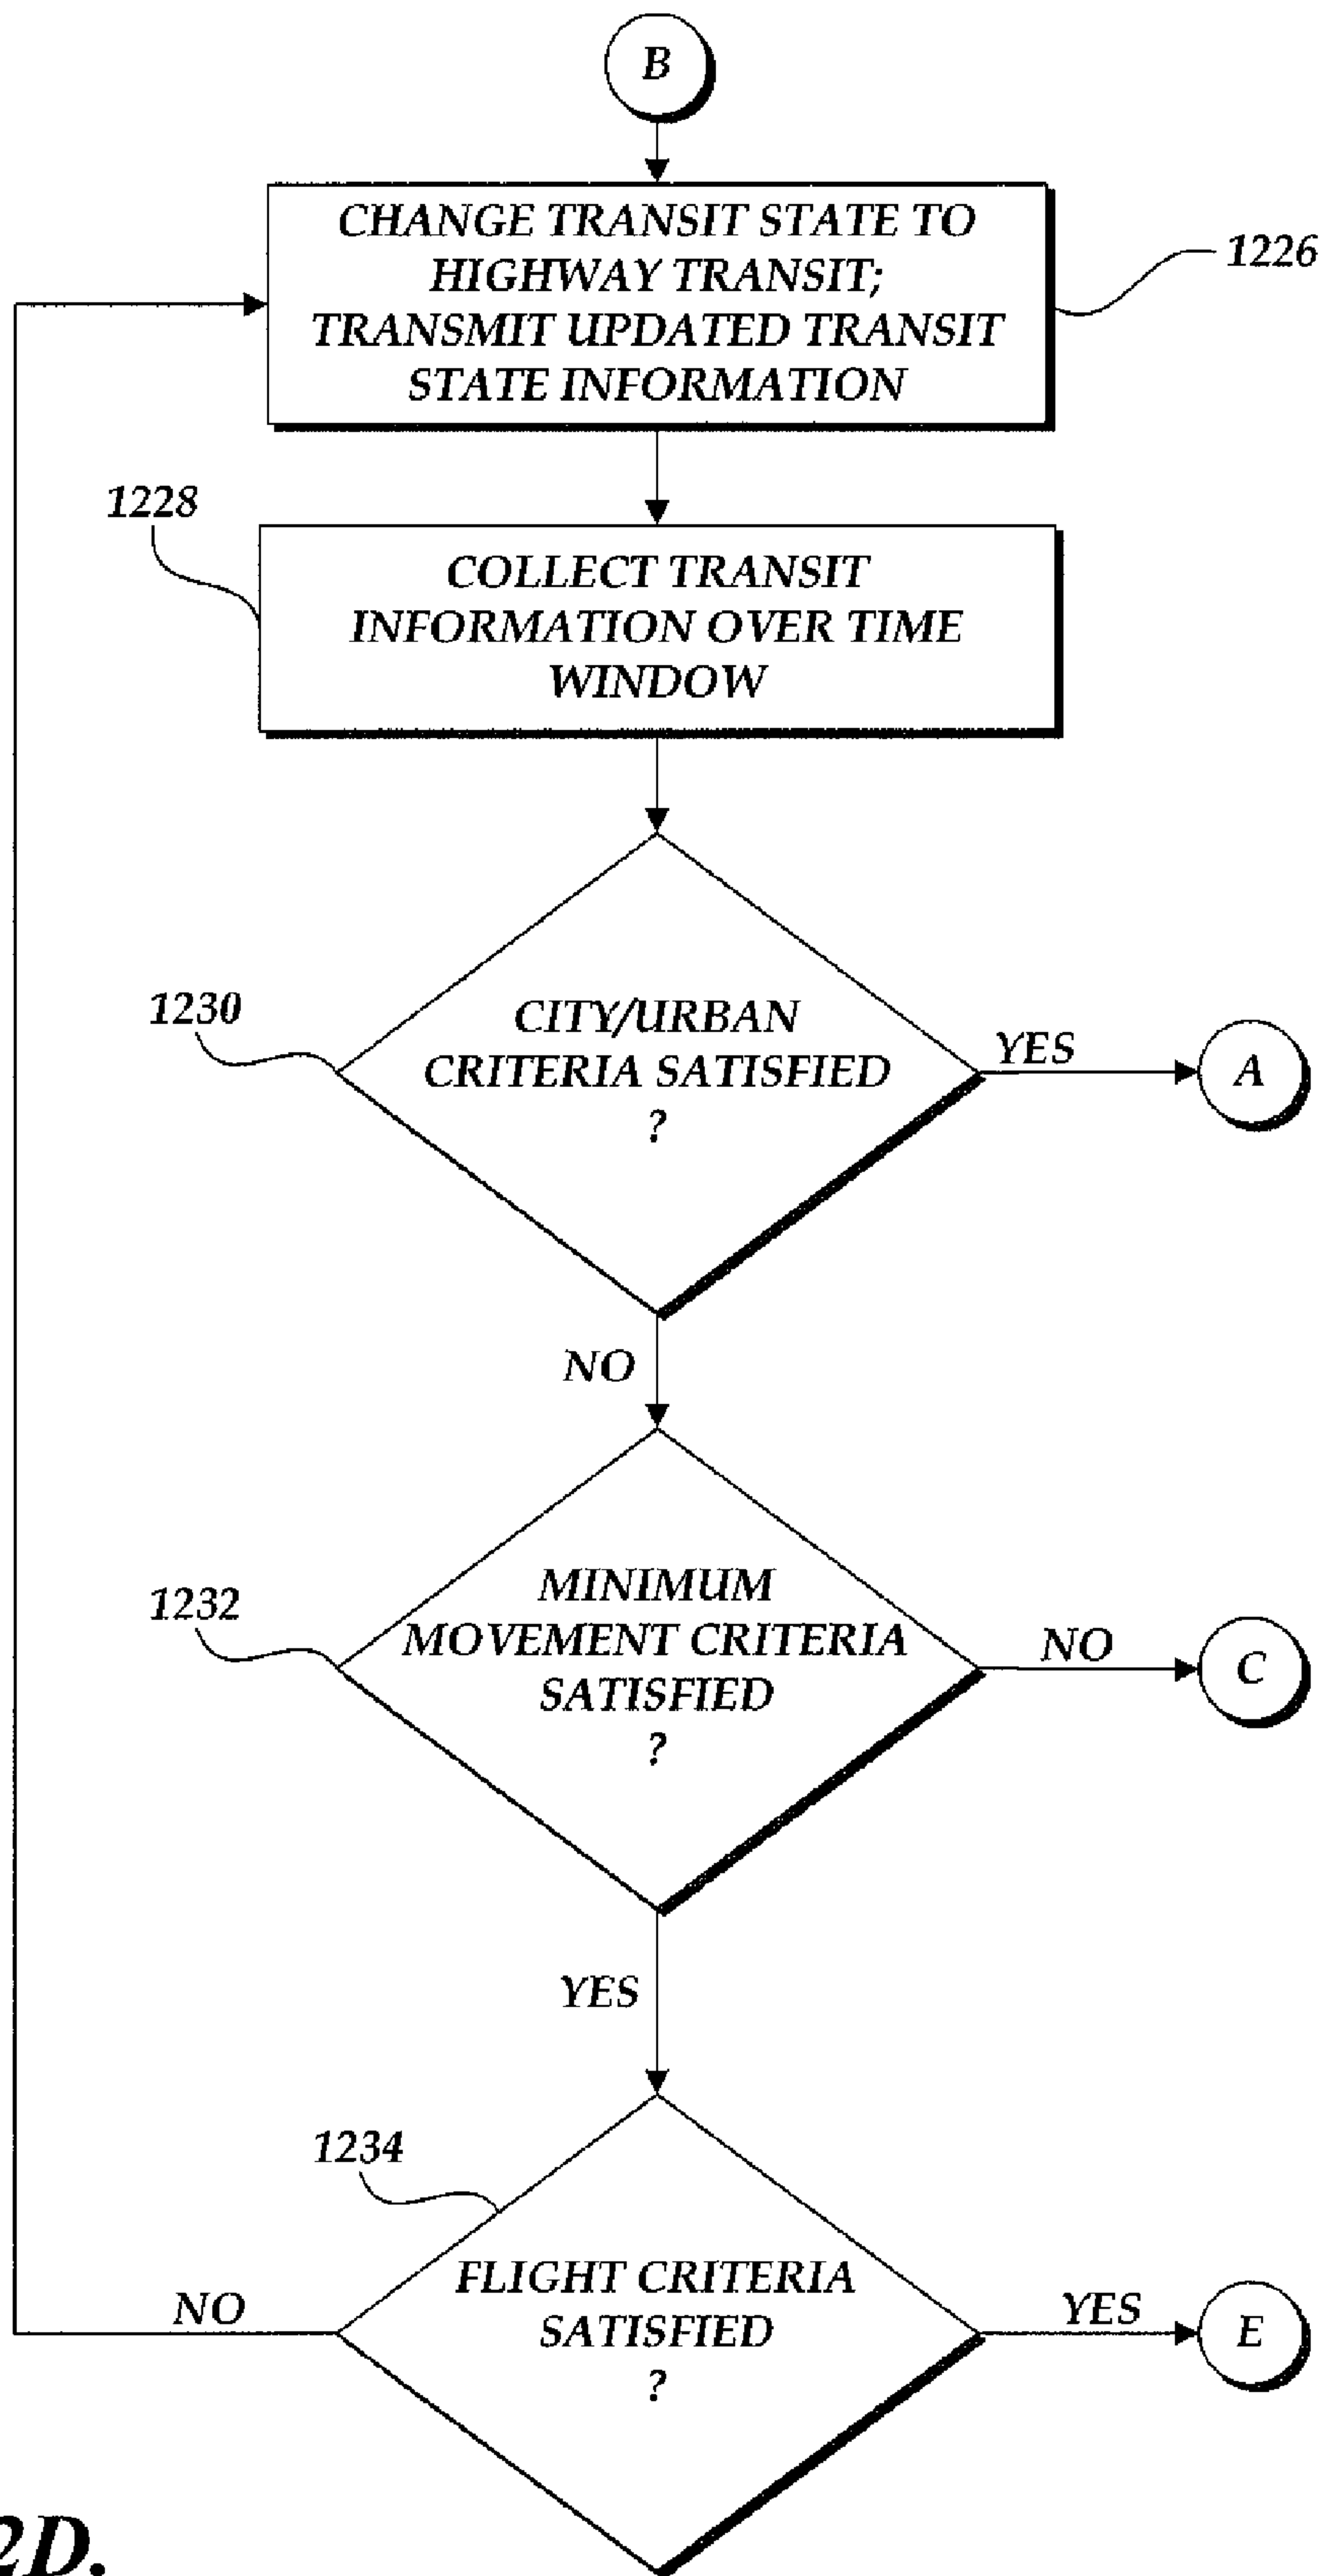 B
CHANGE TRANSIT STATE TO
HIGHWAY TRANSIT;
TRANSMIT UPDATED TRANSIT
STATE INFORMATION
1226
1228
COLLECT TRANSIT
INFORMATION OVER TIME
WINDOW
1230
CITY/URBAN
CRITERIA SATISFIED
?
YES
A
NO
1232
MINIMUM
MOVEMENT CRITERIA
SATISFIED
?
NO
C
YES
1234
FLIGHT CRITERIA
SATISFIED
?
NO
YES
E
2D.